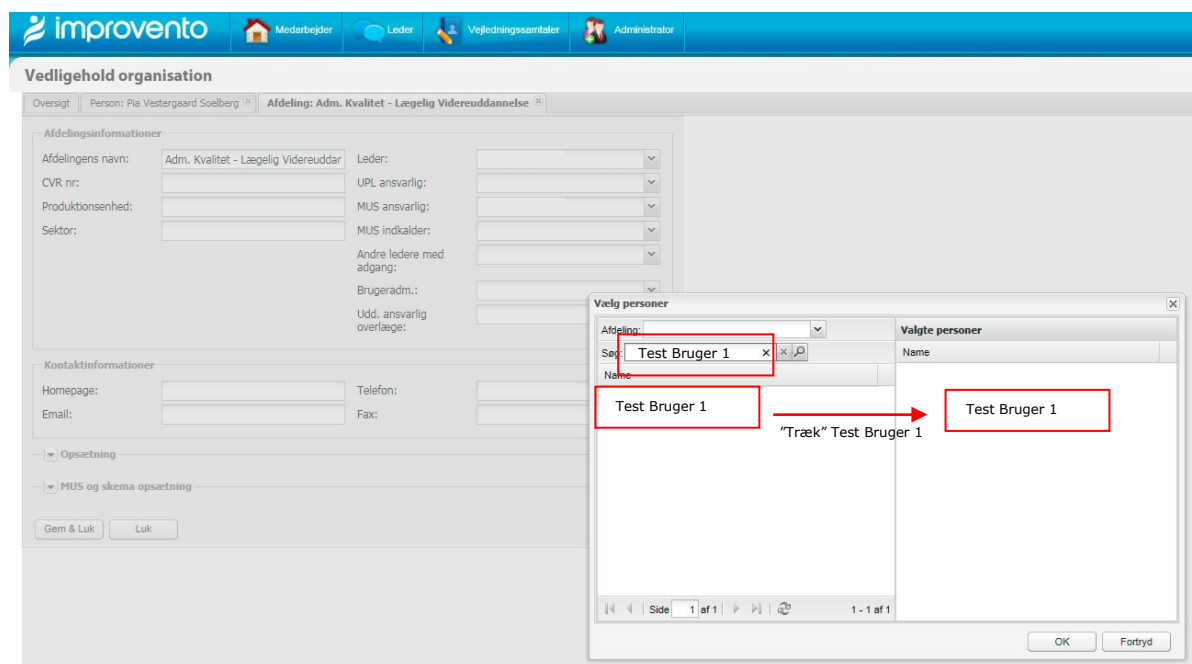 improvento
Medarbejder
Leder
Vejledningssamtaler
Administrator
Vedligehold organisation
Oversigt
Person: Pia Vestergaard Soelberg
Afdeling: Adm. Kvalitet - Lægelig Videreuddannelse
Afdelingsinformationer
Afdelingens navn: Adm. Kvalitet - Lægelig Videreuddar
CVR nr:
Produktionsenhed:
Sektor:
Leder:
UPL ansvarlig:
MUS ansvarlig:
MUS indkalder:
Andre ledere med
adgang:
Brugeradm.:
Udd. ansvarlig
overlæge:
Kontaktinformationer
Homepage:
Email:
Telefon:
Fax:
Opsætning
MUS og skema opsætning
Gem & Luk
Luk
Vælg personer
Afdeling:
Søg: Test Bruger 1
Name
Test Bruger 1
"Træk" Test Bruger 1
Valgte personer
Name
Test Bruger 1
Side 1 af 1
1 - 1 af 1
OK
Fortryd